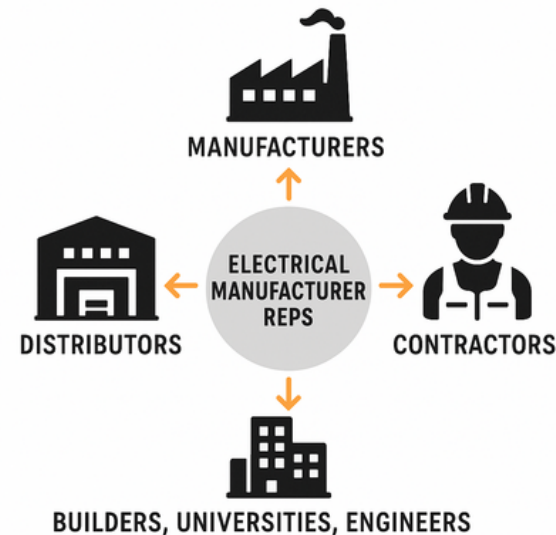 MANUFACTURERS
ELECTRICAL
MANUFACTURER
REPS
DISTRIBUTORS
CONTRACTORS
BUILDERS, UNIVERSITIES, ENGINEERS